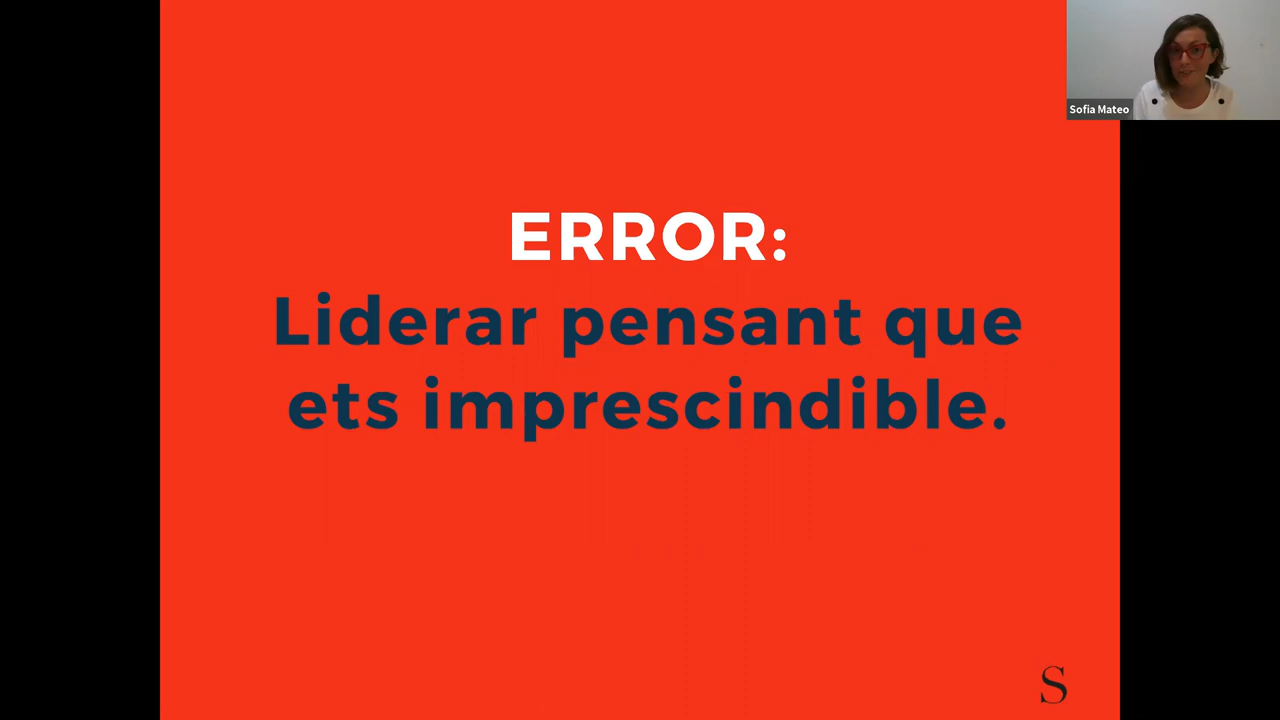 Sofia Mateo
ERROR:
Liderar pensant que
ets imprescindible.
S